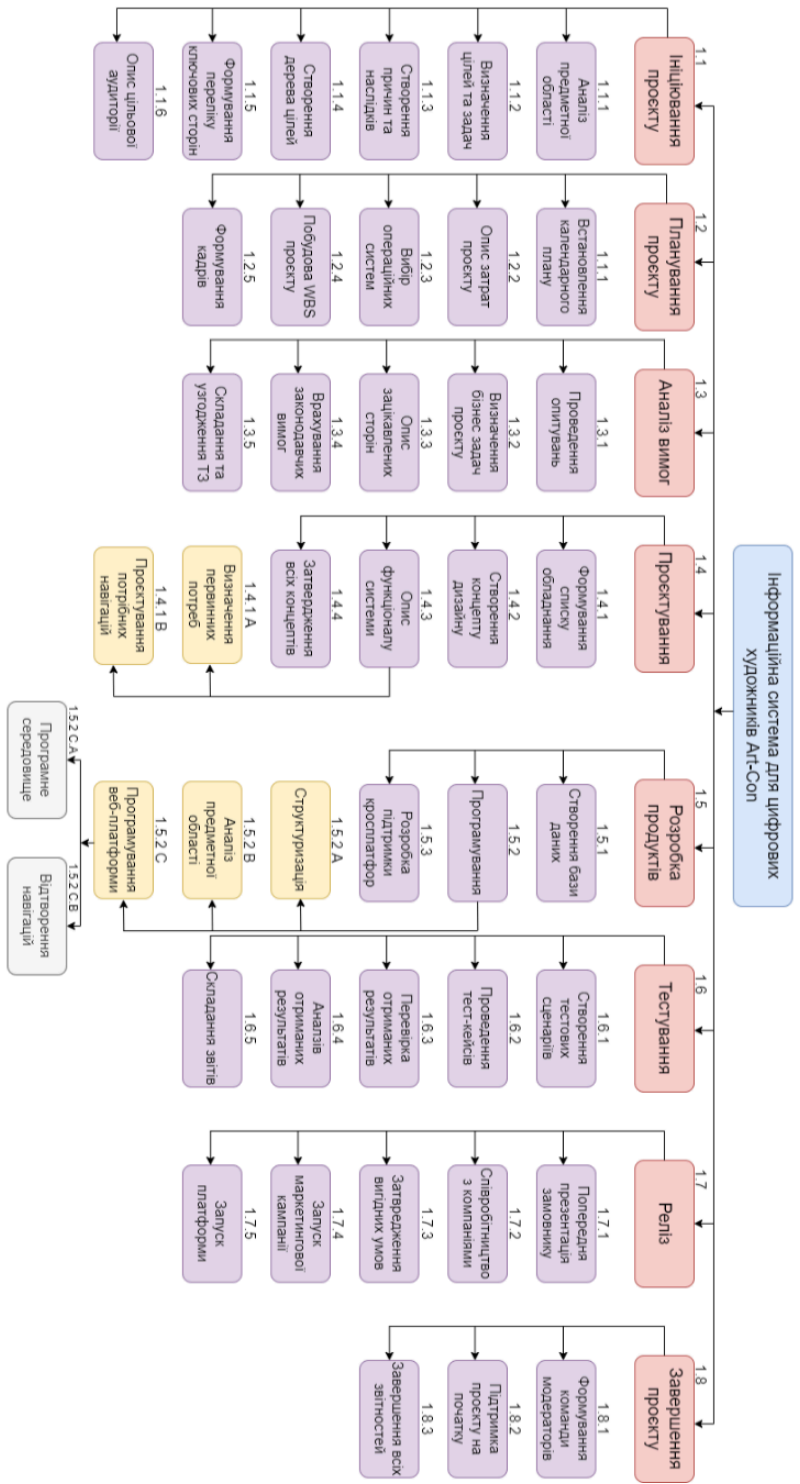 Інформаційна система для цифрових
художників Art-Con
1.1
Ініціювання
проєкту
1.1.1
Аналіз
предметної
області
1.1.2
Визначення
цілей та задач
1.1.3
Створення
причин та
наслідків
1.1.4
Створення
дерева цілей
1.1.5
Формування
переліку
ключових сторін
1.1.6
Опис цільової
аудиторії
1.2
Планування
проєкту
1.1.1
Встановлення
календарного
плану
1.2.2
Опис затрат
проєкту
1.2.3
Вибір
операційних
систем
1.2.4
Побудова WBS
проєкту
1.2.5
Формування
кадрів
1.3
Аналіз вимог
1.3.1
Проведення
опитувань
1.3.2
Визначення
бізнес задач
проєкту
1.3.3
Опис
зацікавлених
сторін
1.3.4
Врахування
законодавчих
вимог
1.3.5
Складання та
узгодження ТЗ
1.4
Проєктування
1.4.1
Формування
списку
обладнання
1.4.2
Створення
концепту
дизайну
1.4.3
Опис
функціоналу
системи
1.4.4
Затвердження
всіх концептів
1.4.1 A
Визначення
первинних
потреб
1.4.1 B
Проєктування
потрібних
навігацій
1.5
Розробка
продуктів
1.5.1
Створення бази
даних
1.5.2
Програмування
1.5.3
Розробка
підтримки
кросплатфор
1.5.2 A
Структуризація
1.5.2 B
Аналіз
предметної
області
1.5.2 C
Програмування
веб-платформи
1.5.2 C.A
Програмне
середовище
1.5.2 C.B
Відтворення
навігацій
1.6
Тестування
1.6.1
Створення
тестових
сценаріїв
1.6.2
Проведення
тест-кейсів
1.6.3
Перевірка
отриманих
результатів
1.6.4
Аналзів
отриманих
результатів
1.6.5
Складання звітів
1.7
Реліз
1.7.1
Попередня
презентація
замовнику
1.7.2
Співробітництво
з компаніями
1.7.3
Затвредження
вигідних умов
1.7.4
Запуск
маркетингової
кампанії
1.7.5
Запуск
платформи
1.8
Завершення
проєкту
1.8.1
Формування
команди
модераторів
1.8.2
Підтримка
проєкту на
початку
1.8.3
Завершення всіх
звітностей